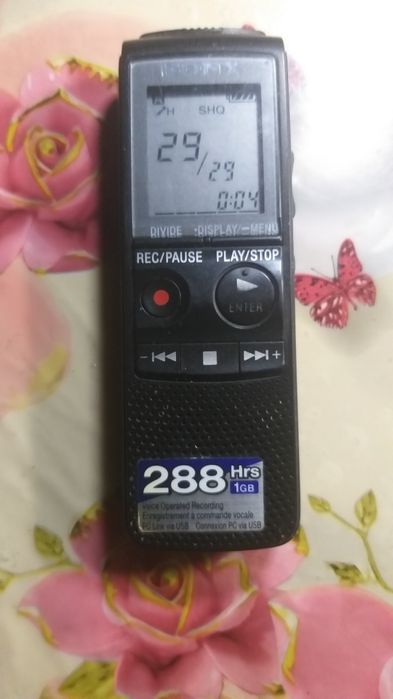 A
H SHQ
29/29
0:04
DIVIDE •DISPLAY/–MENU
REC/PAUSE PLAY/STOP
ENTER
– +
288 Hrs
1GB
Voice Operated Recording
Enregistrement à commande vocale
PC Link via USB Connexion PC via USB